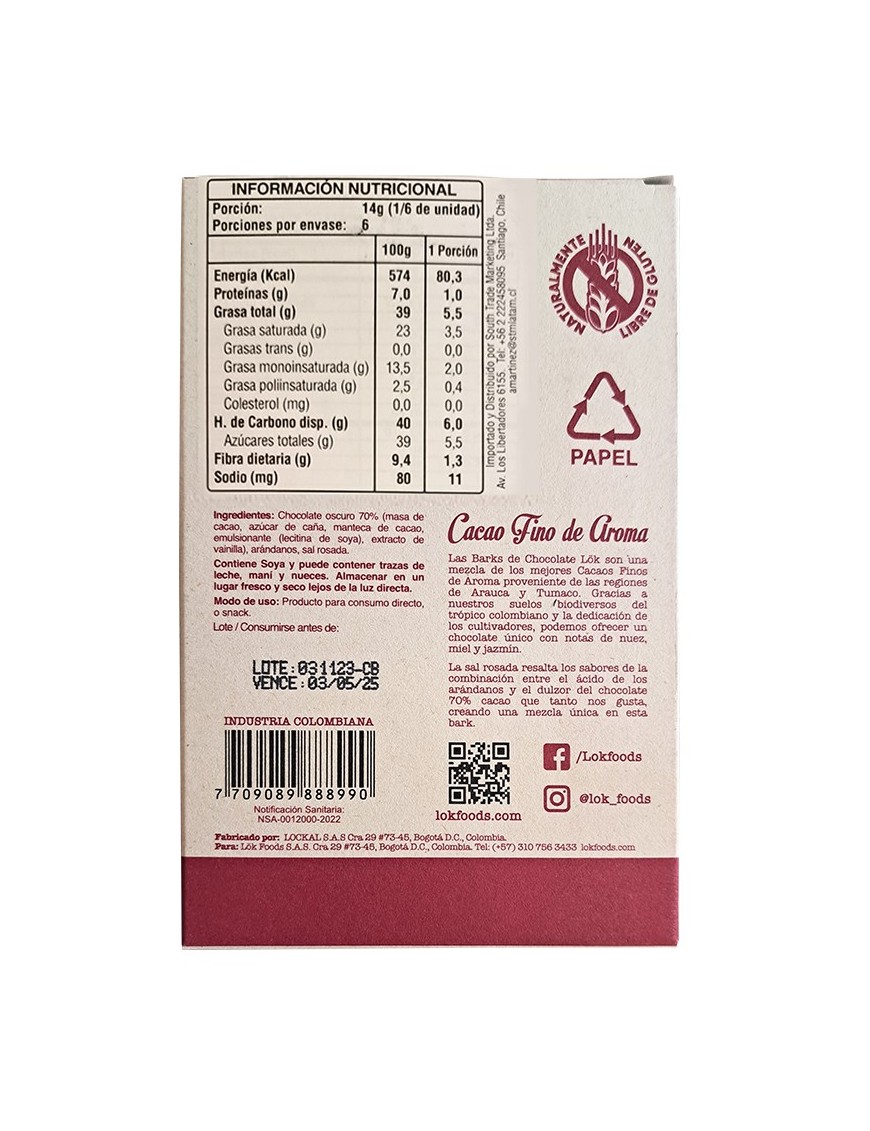 INFORMACIÓN NUTRICIONAL
Porción: 14g (1/6 de unidad)
Porciones por envase: 6
100g 1 Porción
Energía (Kcal) 574 80,3
Proteínas (g) 7,0 1,0
Grasa total (g) 39 5,5
Grasa saturada (g) 23 3,5
Grasas trans (g) 0,0 0,0
Grasa monoinsaturada (g) 13,5 2,0
Grasa poliinsaturada (g) 2,5 0,4
Colesterol (mg) 0,0 0,0
H. de Carbono disp. (g) 40 6,0
Azúcares totales (g) 39 5,5
Fibra dietaria (g) 9,4 1,3
Sodio (mg) 80 11
Importado y Distribuido por South Trade Marketing Ltda.
Av. Los Libertadores 6155. Tel: +56 2 222458095 Santiago, Chile
amartinez@stmlatam.cl
NATURALMENTE
LIBRE DE GLUTEN
PAPEL
Ingredientes: Chocolate oscuro 70% (masa de
cacao, azúcar de caña, manteca de cacao,
emulsionante (lecitina de soya), extracto de
vainilla), arándanos, sal rosada.
Contiene Soya y puede contener trazas de
leche, maní y nueces. Almacenar en un
lugar fresco y seco lejos de la luz directa.
Modo de uso: Producto para consumo directo,
o snack.
Lote / Consumirse antes de:
LOTE:031123-CB
VENCE:03/05/25
INDUSTRIA COLOMBIANA
7 709089 888990
Notificación Sanitaria:
NSA-0012000-2022
Cacao Fino de Aroma
Las Barks de Chocolate Lök son una
mezcla de los mejores Cacaos Finos
de Aroma proveniente de las regiones
de Arauca y Tumaco. Gracias a
nuestros suelos biodiversos del
trópico colombiano y la dedicación de
los cultivadores, podemos ofrecer un
chocolate único con notas de nuez,
miel y jazmín.
La sal rosada resalta los sabores de la
combinación entre el ácido de los
arándanos y el dulzor del chocolate
70% cacao que tanto nos gusta,
creando una mezcla única en esta
bark.
lokfoods.com
/Lokfoods
@lok_foods
Fabricado por: LOCKAL S.A.S Cra 29 #73-45, Bogotá D.C., Colombia.
Para: Lök Foods S.A.S. Cra 29 #73-45, Bogotá D.C., Colombia. Tel: (+57) 310 756 3433 lokfoods.com